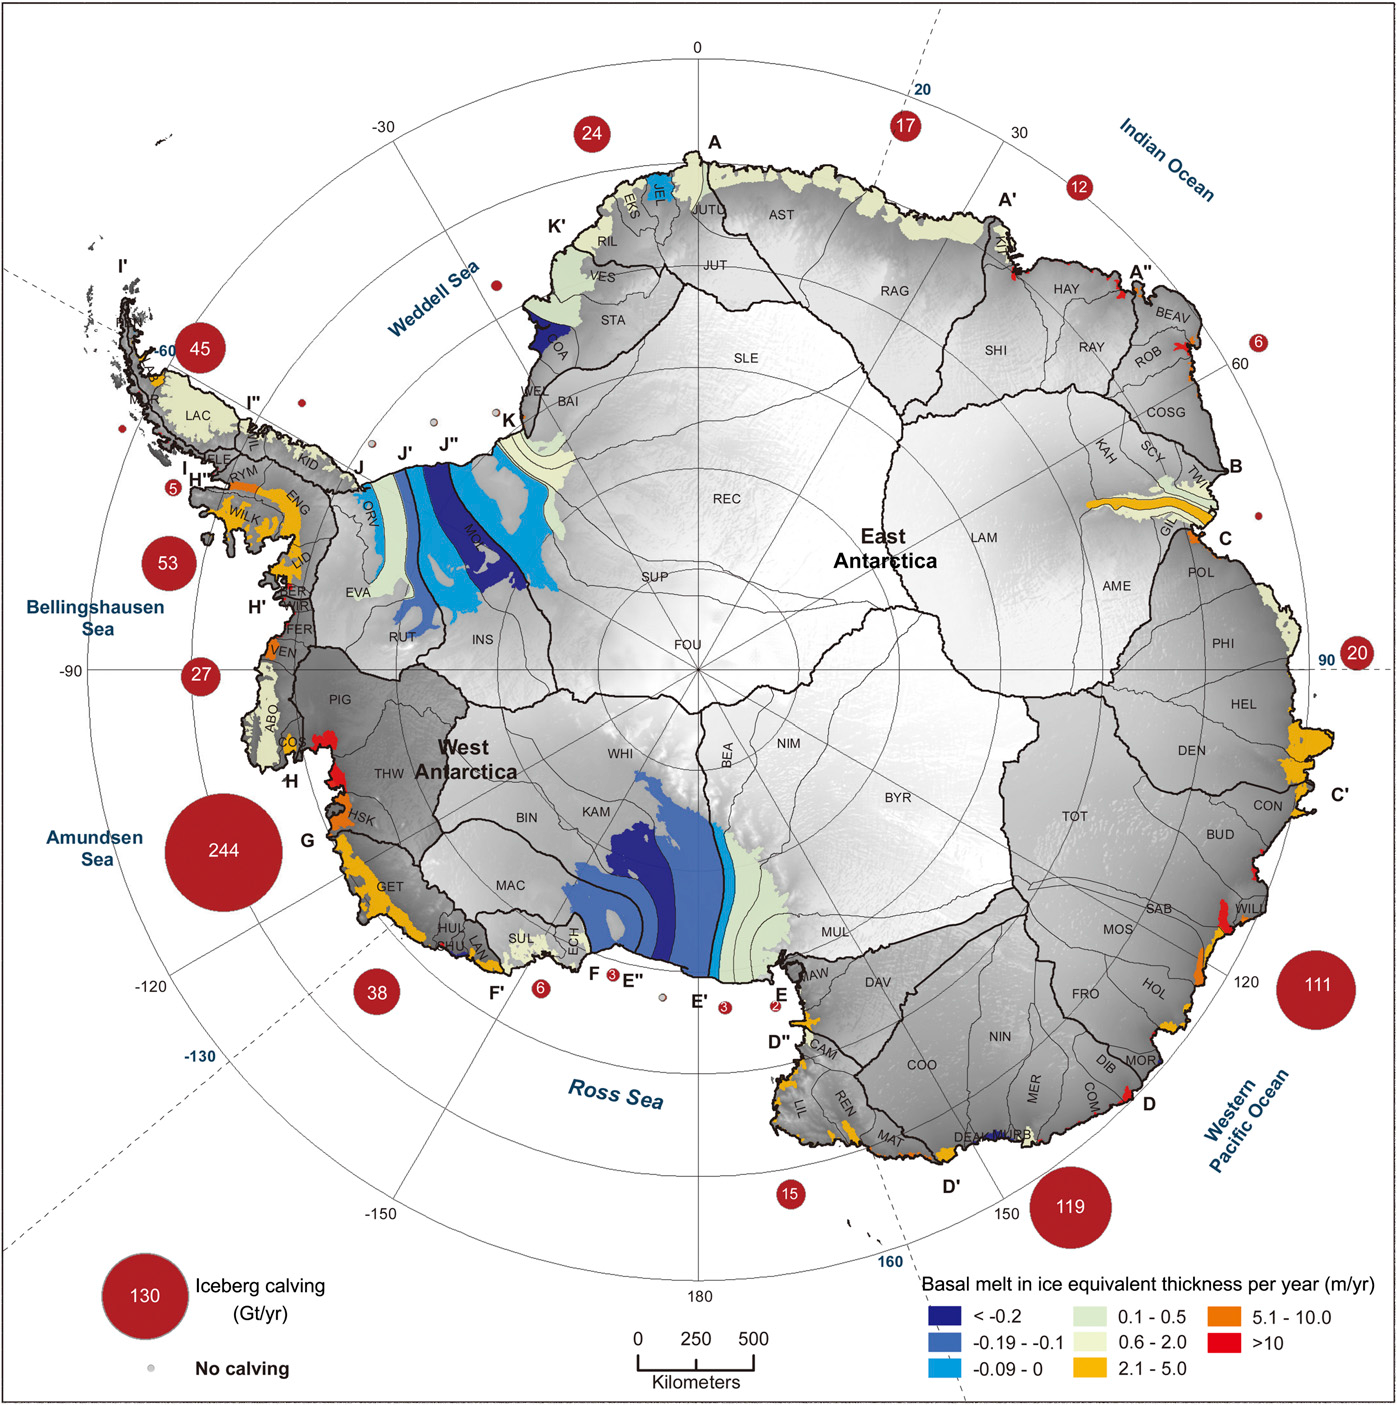 0
-30
30
20
Indian Ocean
24
A
17
12
A'
A"
K'
EKS
JEL
JUTU
AST
RIL
VES
JUT
RAG
HAY
BEAV
Weddell Sea
I'
STA
COA
SLE
SHI
RAY
ROB
6
60
-60
45
LAC
I"
KID
WEL
BAI
K
COSG
KAH
SCY
TWI
B
J
J'
J"
I
H"
5
RYM
ENG
WILK
ORV
MOL
REC
East
Antarctica
LAM
GIL
C
53
LID
EVA
SUP
AME
POL
Bellingshausen
Sea
H'
FER
VEN
RUT
INS
FOU
PHI
-90
27
90
20
ABO
COS
PIG
HEL
H
THW
West
Antarctica
WHI
BEA
NIM
DEN
BYR
CON
C'
HSK
KAM
BIN
TOT
BUD
Amundsen
Sea
244
G
GET
MAC
SAB
WILL
HUL
LAN
SUL
ECH
MUL
MOS
MAW
DAV
F'
6
F
3
E"
E'
3
E
2
FRO
HOL
-120
38
120
111
D"
CAM
NIN
COO
DIB
MOR
-130
Ross Sea
LIL
REN
MER
COM
D
Western
Pacific Ocean
MAT
DEAK
D'
15
119
-150
150
160
180
130
Iceberg calving
(Gt/yr)
No calving
0 250 500
Kilometers
Basal melt in ice equivalent thickness per year (m/yr)
< -0.2
-0.19 - -0.1
-0.09 - 0
0.1 - 0.5
0.6 - 2.0
2.1 - 5.0
5.1 - 10.0
>10